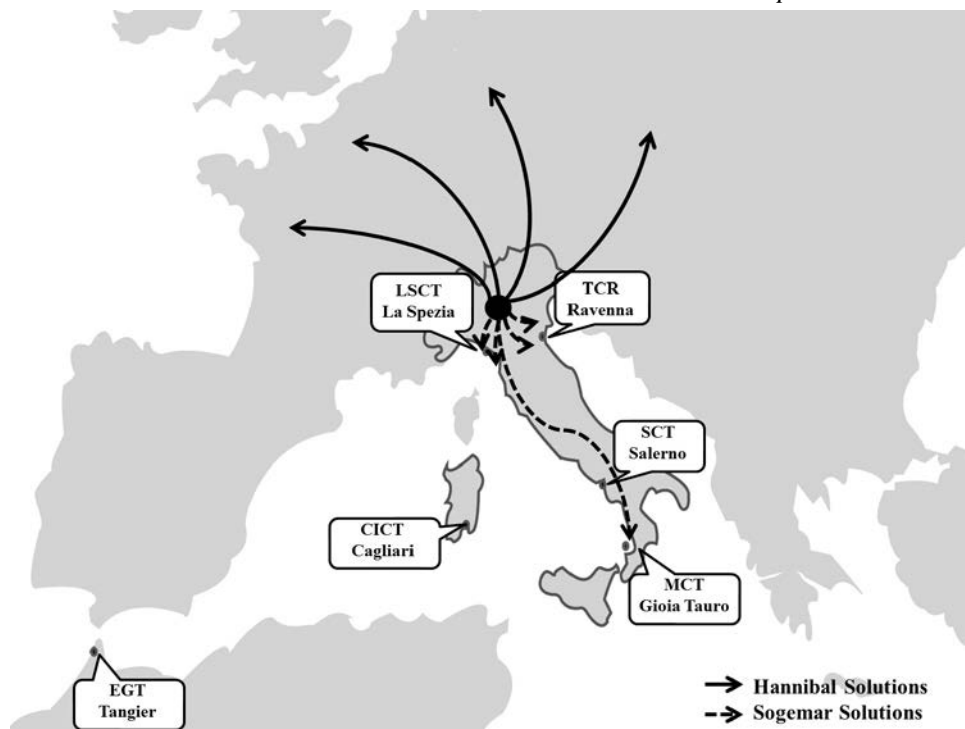 LSCT
La Spezia
TCR
Ravenna
SCT
Salerno
CICT
Cagliari
MCT
Gioia Tauro
EGT
Tangier
Hannibal Solutions
Sogemar Solutions